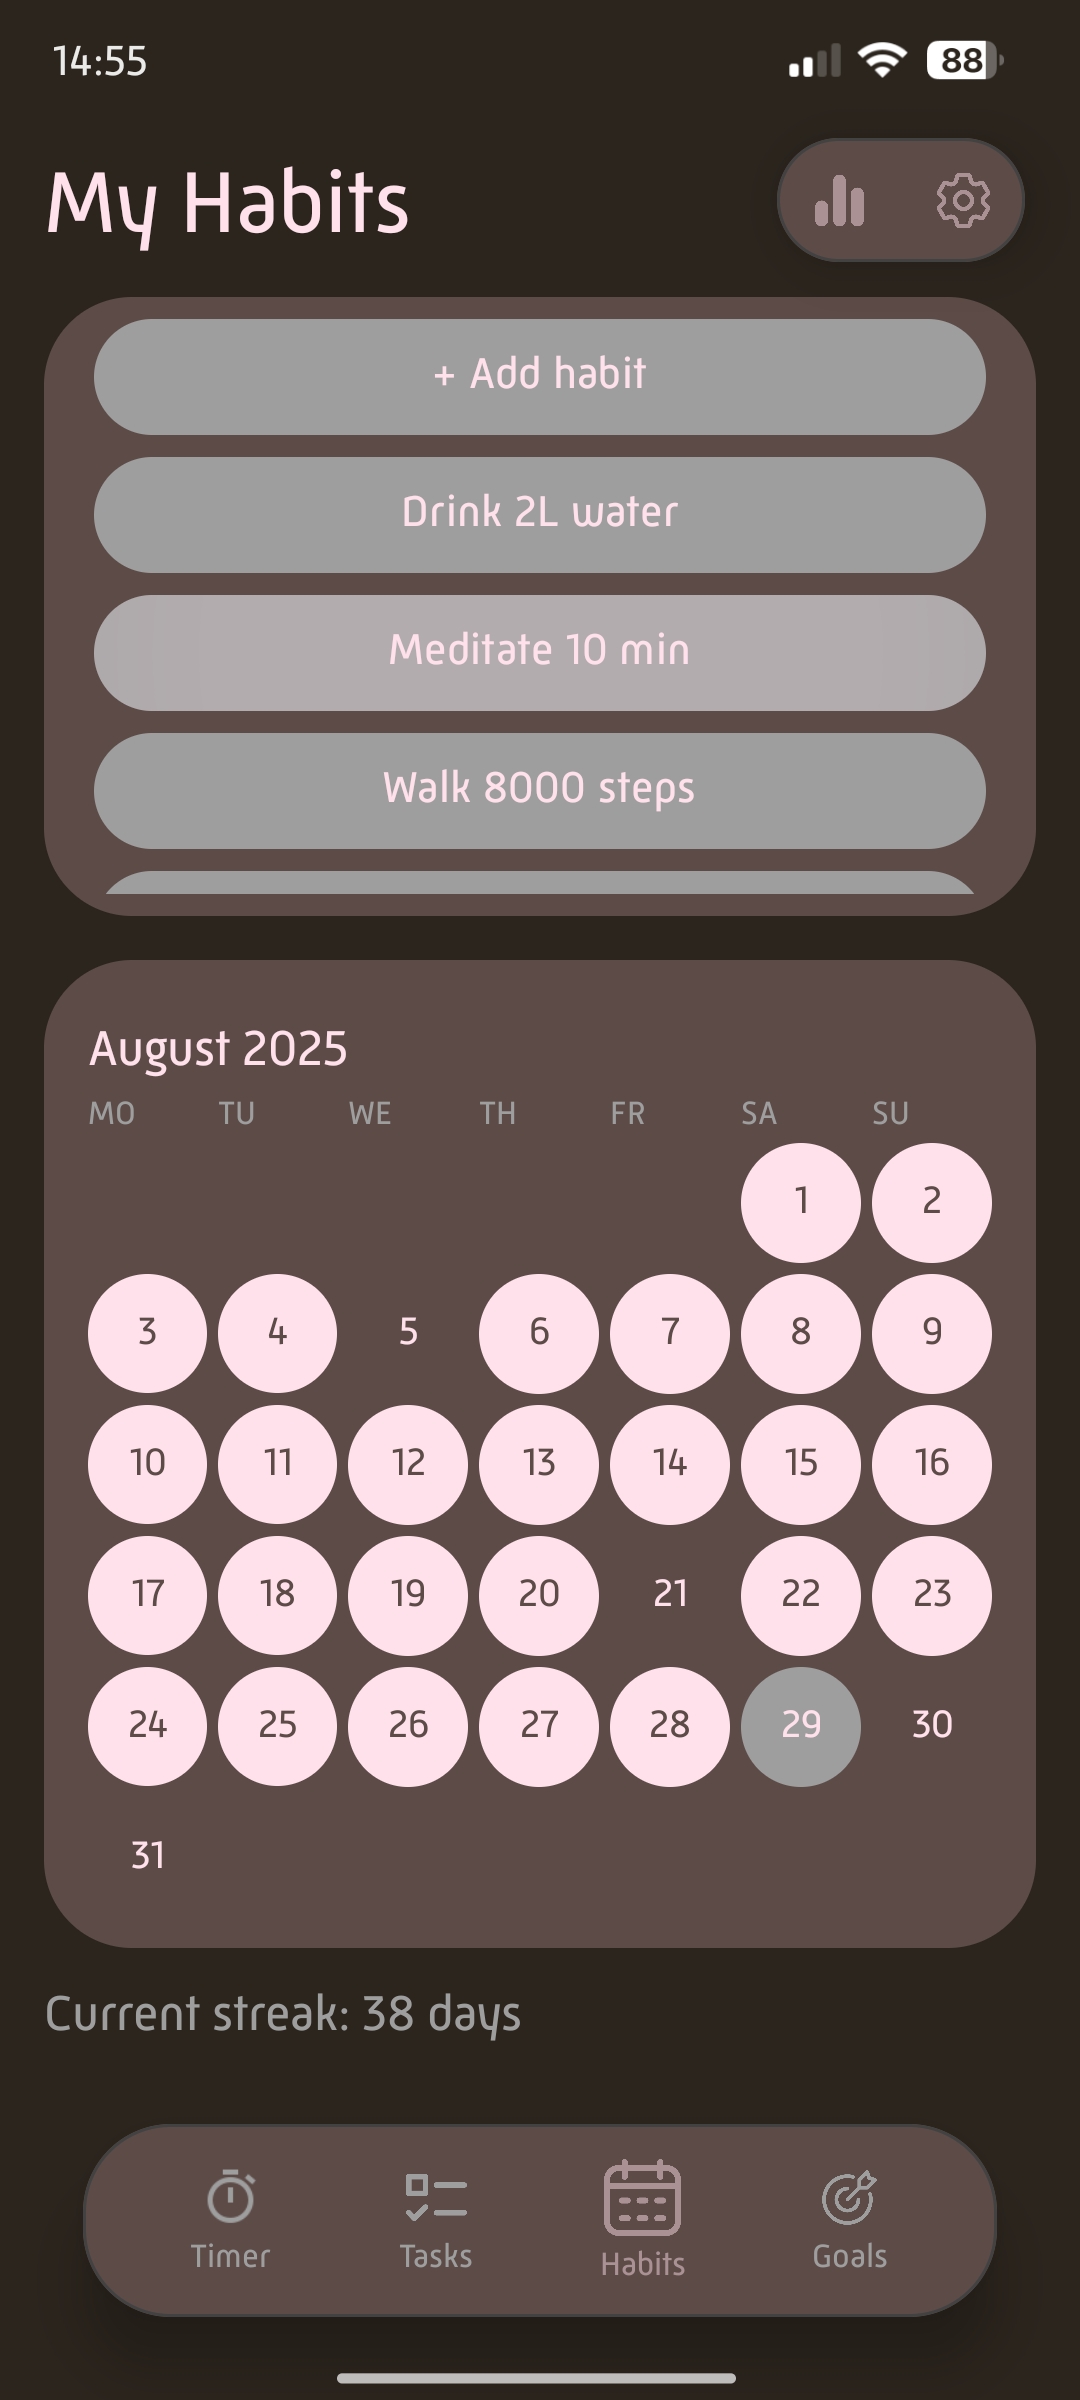 14:55
88
My Habits
+ Add habit
Drink 2L water
Meditate 10 min
Walk 8000 steps
August 2025
MO TU WE TH FR SA SU
1 2
3 4 5 6 7 8 9
10 11 12 13 14 15 16
17 18 19 20 21 22 23
24 25 26 27 28 29 30
31
Current streak: 38 days
Timer Tasks Habits Goals